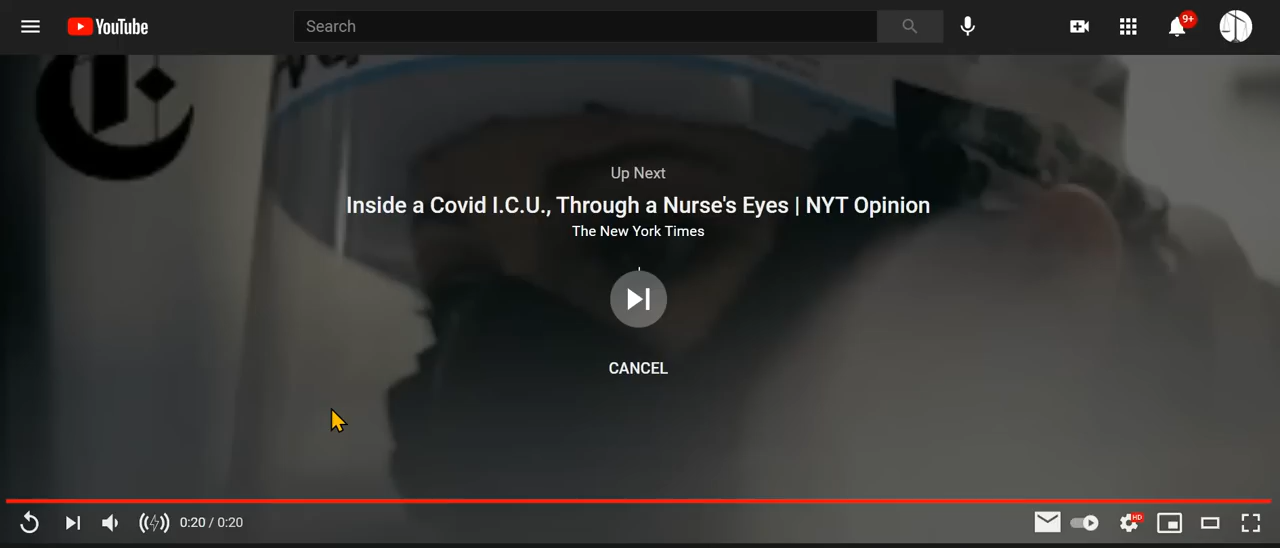 YouTube
Search
9+
Up Next
Inside a Covid I.C.U., Through a Nurse's Eyes | NYT Opinion
The New York Times
CANCEL
0:20 / 0:20
HD